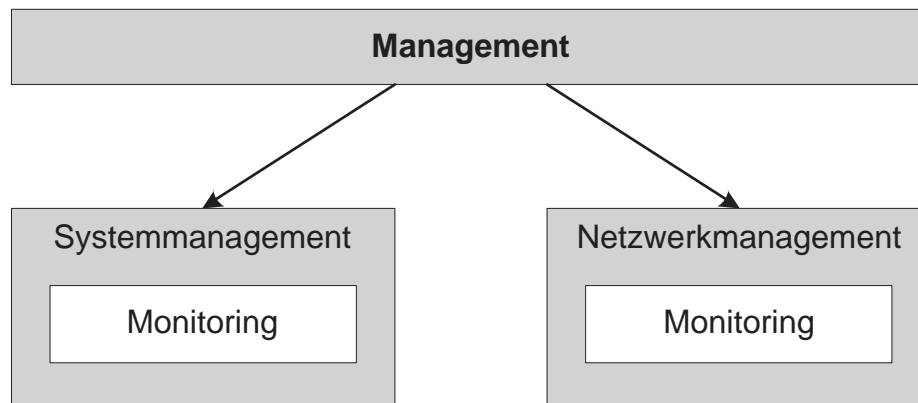 Management
Systemmanagement
Netzwerkmanagement
Monitoring
Monitoring